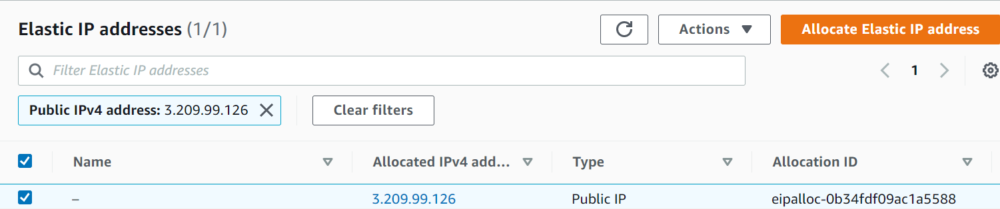 Elastic IP addresses (1/1)
Actions
Allocate Elastic IP address
Filter Elastic IP addresses
1
Public IPv4 address: 3.209.99.126
Clear filters
Name
Allocated IPv4 add...
Type
Allocation ID
–
3.209.99.126
Public IP
eipalloc-0b34fdf09ac1a5588